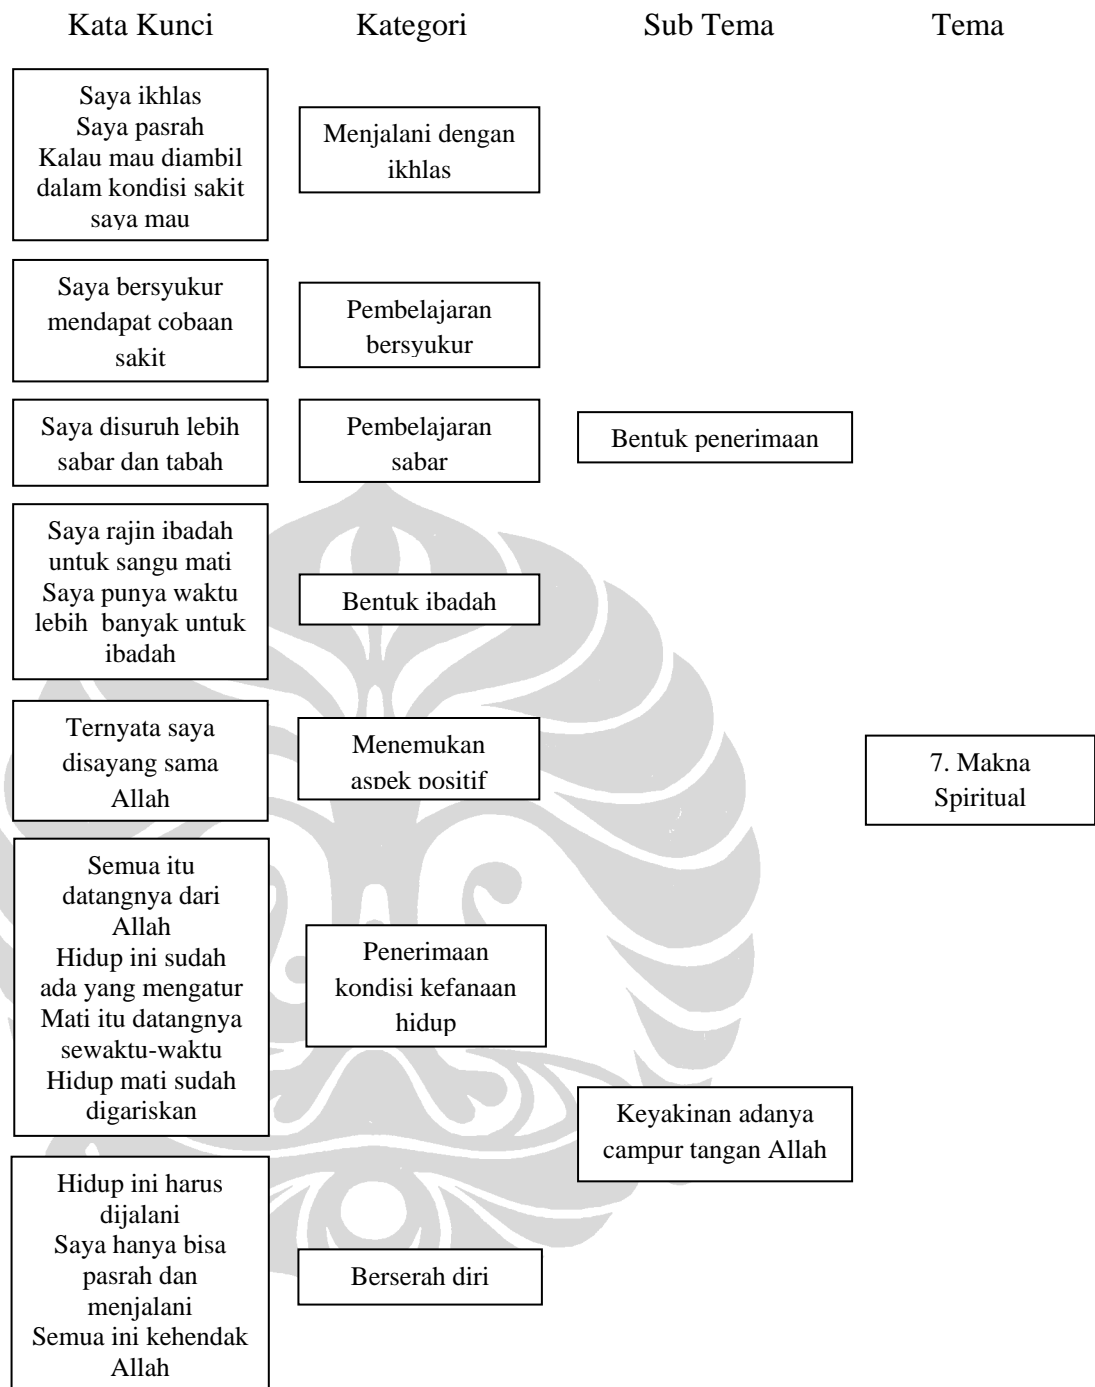 Kata Kunci
Kategori
Sub Tema
Tema
Saya ikhlas
Saya pasrah
Kalau mau diambil
dalam kondisi sakit
saya mau
Menjalani dengan
ikhlas
Saya bersyukur
mendapat cobaan
sakit
Pembelajaran
bersyukur
Saya disuruh lebih
sabar dan tabah
Pembelajaran
sabar
Bentuk penerimaan
Saya rajin ibadah
untuk sangu mati
Saya punya waktu
lebih banyak untuk
ibadah
Bentuk ibadah
Ternyata saya
disayang sama
Allah
Menemukan
aspek positif
7. Makna
Spiritual
Semua itu
datangnya dari
Allah
Hidup ini sudah
ada yang mengatur
Mati itu datangnya
sewaktu-waktu
Hidup mati sudah
digariskan
Penerimaan
kondisi kefanaan
hidup
Keyakinan adanya
campur tangan Allah
Hidup ini harus
dijalani
Saya hanya bisa
pasrah dan
menjalani
Semua ini kehendak
Allah
Berserah diri